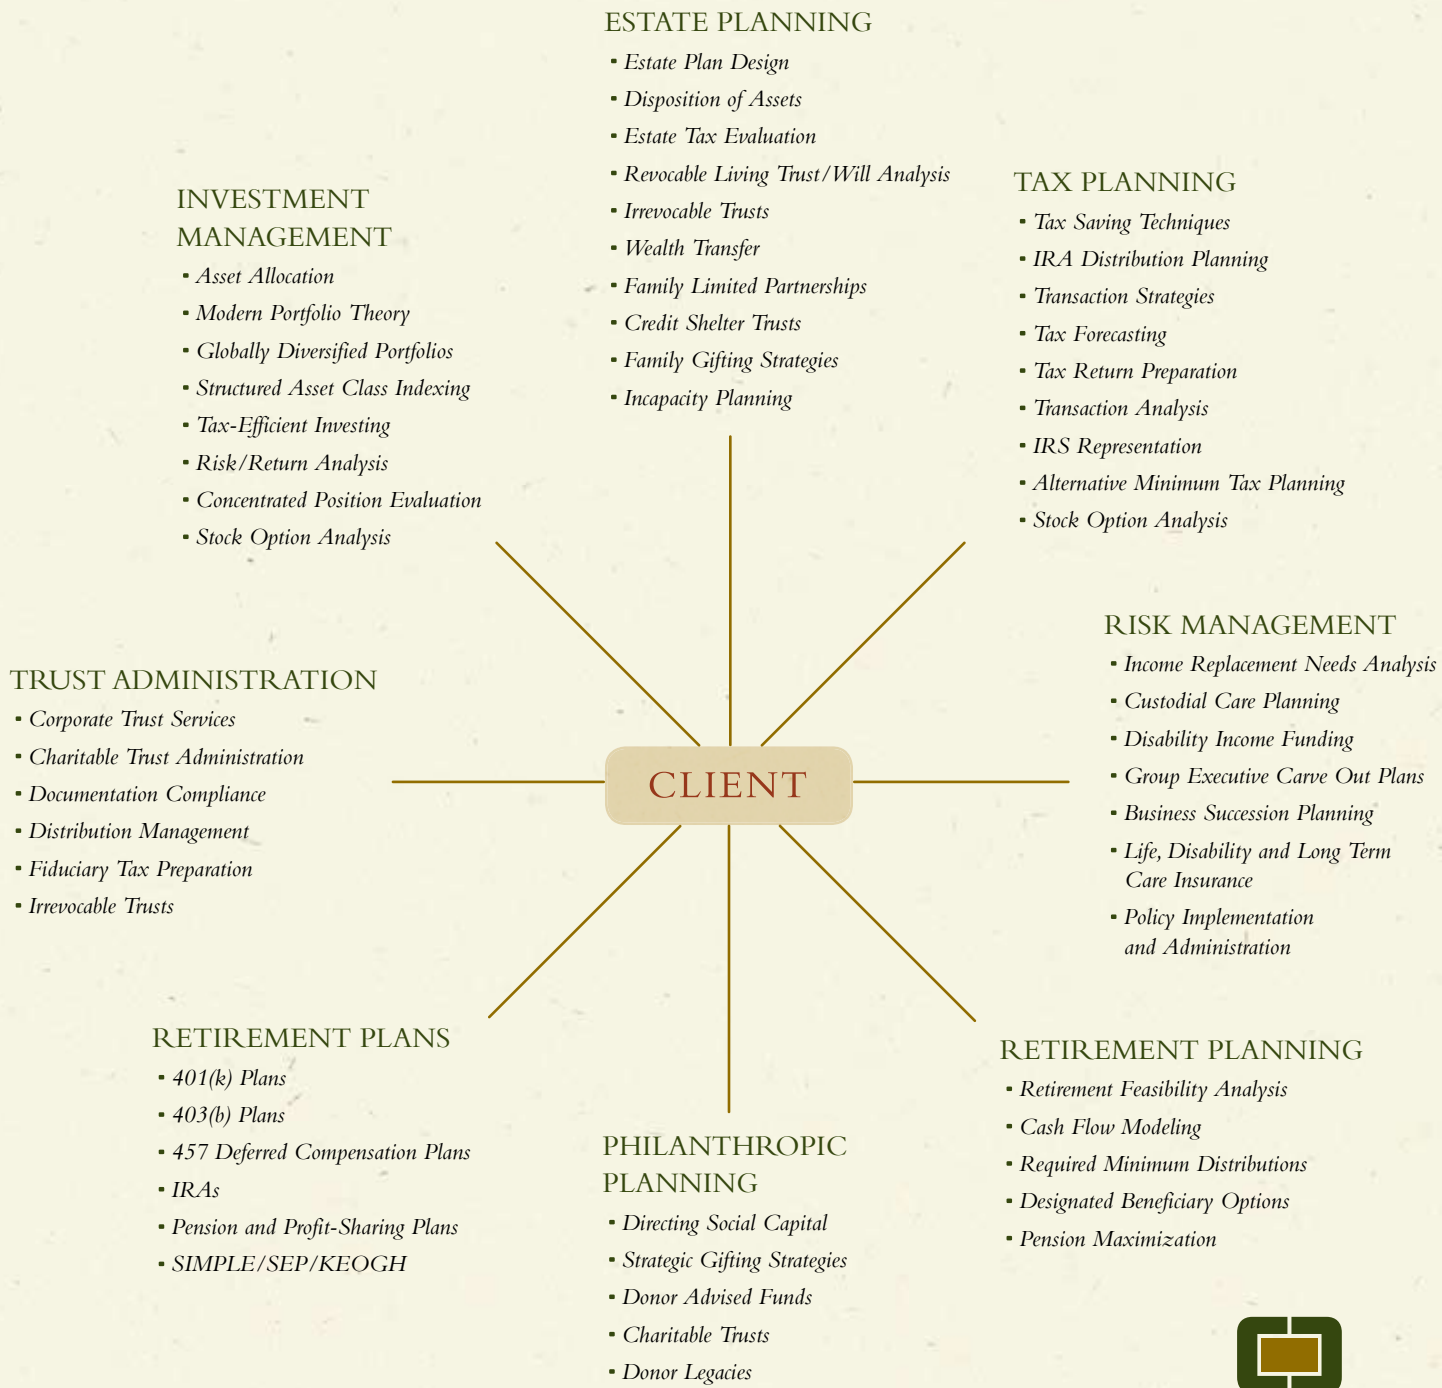 ESTATE PLANNING
▪ Estate Plan Design
▪ Disposition of Assets
▪ Estate Tax Evaluation
▪ Revocable Living Trust/Will Analysis
▪ Irrevocable Trusts
▪ Wealth Transfer
▪ Family Limited Partnerships
▪ Credit Shelter Trusts
▪ Family Gifting Strategies
▪ Incapacity Planning
INVESTMENT
MANAGEMENT
▪ Asset Allocation
▪ Modern Portfolio Theory
▪ Globally Diversified Portfolios
▪ Structured Asset Class Indexing
▪ Tax-Efficient Investing
▪ Risk/Return Analysis
▪ Concentrated Position Evaluation
▪ Stock Option Analysis
TAX PLANNING
▪ Tax Saving Techniques
▪ IRA Distribution Planning
▪ Transaction Strategies
▪ Tax Forecasting
▪ Tax Return Preparation
▪ Transaction Analysis
▪ IRS Representation
▪ Alternative Minimum Tax Planning
▪ Stock Option Analysis
TRUST ADMINISTRATION
▪ Corporate Trust Services
▪ Charitable Trust Administration
▪ Documentation Compliance
▪ Distribution Management
▪ Fiduciary Tax Preparation
▪ Irrevocable Trusts
CLIENT
RISK MANAGEMENT
▪ Income Replacement Needs Analysis
▪ Custodial Care Planning
▪ Disability Income Funding
▪ Group Executive Carve Out Plans
▪ Business Succession Planning
▪ Life, Disability and Long Term
Care Insurance
▪ Policy Implementation
and Administration
RETIREMENT PLANS
▪ 401(k) Plans
▪ 403(b) Plans
▪ 457 Deferred Compensation Plans
▪ IRAs
▪ Pension and Profit-Sharing Plans
▪ SIMPLE/SEP/KEOGH
PHILANTHROPIC
PLANNING
▪ Directing Social Capital
▪ Strategic Gifting Strategies
▪ Donor Advised Funds
▪ Charitable Trusts
▪ Donor Legacies
RETIREMENT PLANNING
▪ Retirement Feasibility Analysis
▪ Cash Flow Modeling
▪ Required Minimum Distributions
▪ Designated Beneficiary Options
▪ Pension Maximization